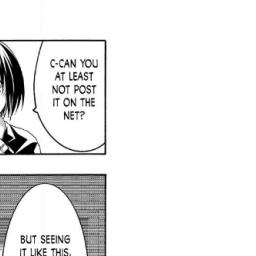 C-CAN YOU
AT LEAST
NOT POST
IT ON THE
NET?
BUT SEEING
IT LIKE THIS,